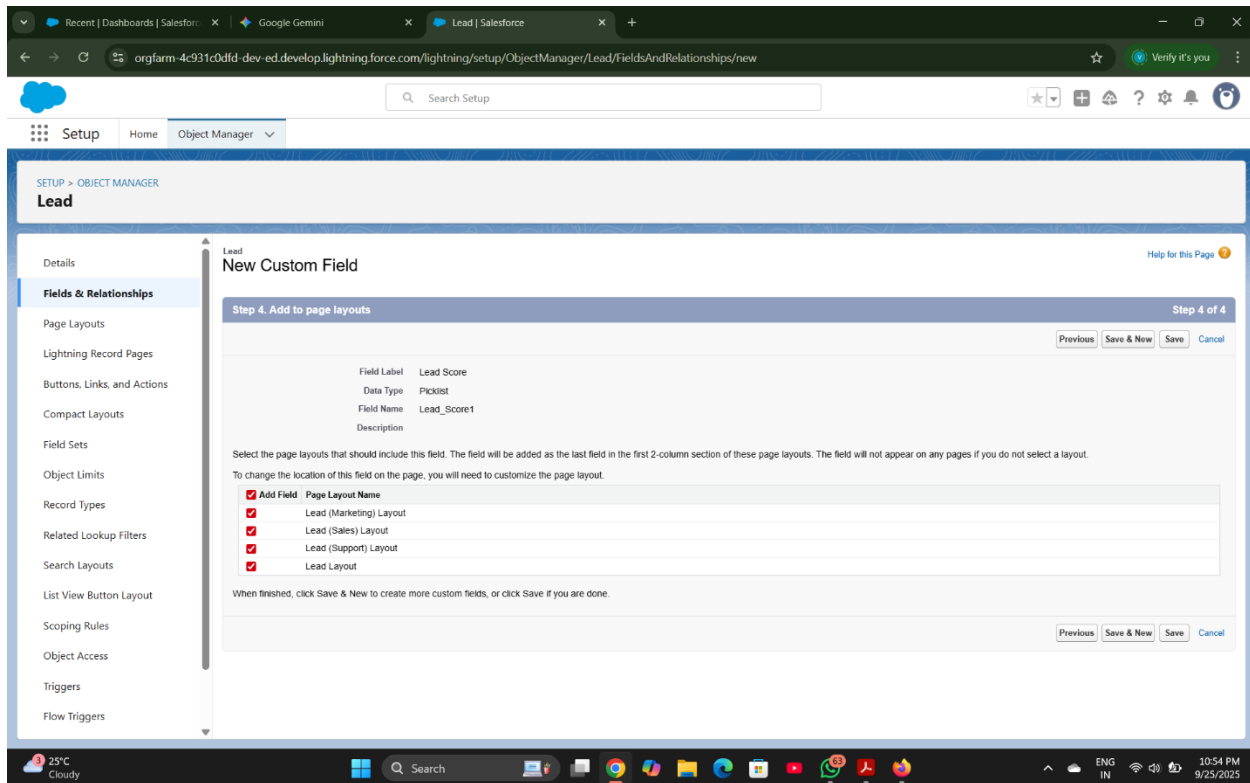 Recent | Dashboards | Salesforc
Google Gemini
Lead | Salesforce
orgfarm-4c931c0dfd-dev-ed.develop.lightning.force.com/lightning/setup/ObjectManager/Lead/FieldsAndRelationships/new
Verify it's you
Search Setup
Setup Home Object Manager
SETUP > OBJECT MANAGER
Lead
Details
Fields & Relationships
Page Layouts
Lightning Record Pages
Buttons, Links, and Actions
Compact Layouts
Field Sets
Object Limits
Record Types
Related Lookup Filters
Search Layouts
List View Button Layout
Scoping Rules
Object Access
Triggers
Flow Triggers
Lead
New Custom Field
Help for this Page
Step 4. Add to page layouts Step 4 of 4
Previous Save & New Save Cancel
Field Label Lead Score
Data Type Picklist
Field Name Lead_Score1
Description
Select the page layouts that should include this field. The field will be added as the last field in the first 2-column section of these page layouts. The field will not appear on any pages if you do not select a layout.
To change the location of this field on the page, you will need to customize the page layout.
Add Field Page Layout Name
Lead (Marketing) Layout
Lead (Sales) Layout
Lead (Support) Layout
Lead Layout
When finished, click Save & New to create more custom fields, or click Save if you are done.
Previous Save & New Save Cancel
3
25°C
Cloudy
Search
63
ENG
IN
10:54 PM
9/25/2025